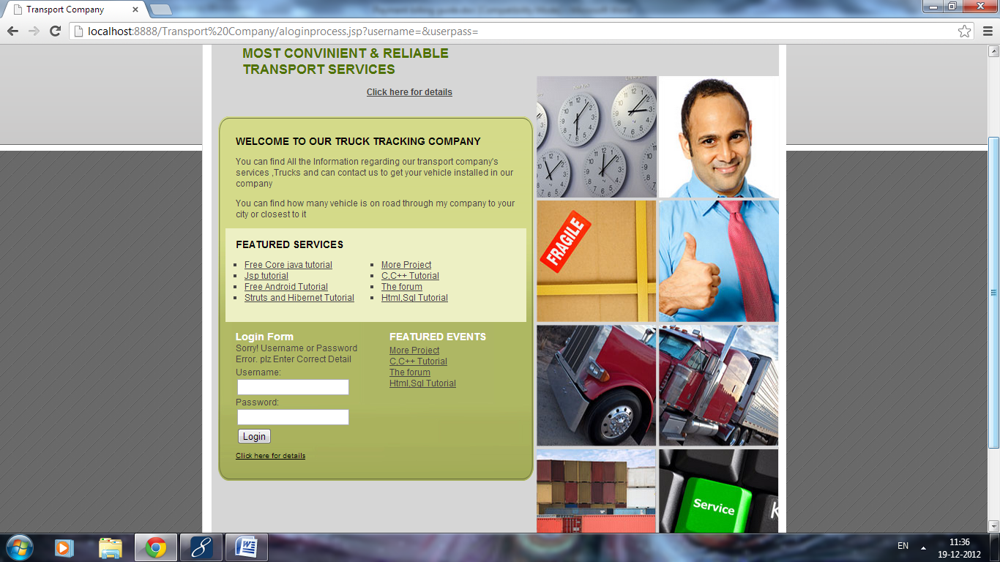 Transport Company
localhost:8888/Transport%20Company/aloginprocess.jsp?username=&userpass=
MOST CONVINIENT & RELIABLE
TRANSPORT SERVICES
Click here for details
WELCOME TO OUR TRUCK TRACKING COMPANY
You can find All the Information regarding our transport company's
services ,Trucks and can contact us to get your vehicle installed in our
company
You can find how many vehicle is on road through my company to your
city or closest to it
FEATURED SERVICES
Free Core java tutorial
Jsp tutorial
Free Android Tutorial
Struts and Hibernet Tutorial
More Project
C,C++ Tutorial
The forum
Html,Sql Tutorial
Login Form
Sorry! Username or Password
Error. plz Enter Correct Detail
Username:
Password:
Login
Click here for details
FEATURED EVENTS
More Project
C,C++ Tutorial
The forum
Html,Sql Tutorial
FRAGILE
Service
K
EN
11:36
19-12-2012